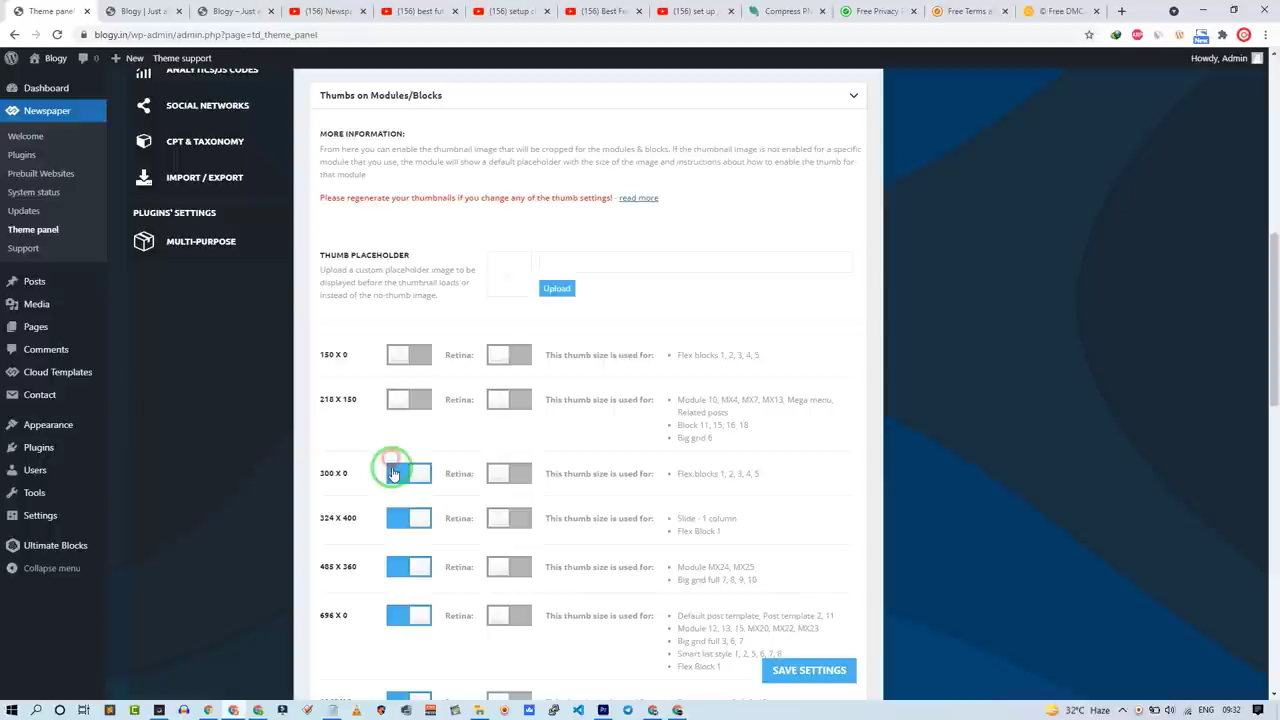 Theme pane
Blogy – Just a
Blogy – Just a
(156) Newsp
(156) set up
(156) How t
(156) How t
Compress P
Free Privacy
Free Terms a
© Free DMC
blogy.in/wp-admin/admin.php?page=td_theme_panel
New
Blogy
0
New
Theme support
Howdy, Admin
Dashboard
Newspaper
Welcome
Plugins
Prebuilt Websites
System status
Updates
Theme panel
Support
Posts
Media
Pages
Comments
Cloud Templates
Contact
Appearance
Plugins
Users
Tools
Settings
Ultimate Blocks
Collapse menu
ANALYTICS/JS CODES
SOCIAL NETWORKS
CPT & TAXONOMY
IMPORT / EXPORT
PLUGINS' SETTINGS
MULTI-PURPOSE
Thumbs on Modules/Blocks
MORE INFORMATION:
From here you can enable the thumbnail image that will be cropped for the modules & blocks. If the thumbnail image is not enabled for a specific
module that you use, the module will show a default placeholder with the size of the image and instructions about how to enable the thumb for
that module
Please regenerate your thumbnails if you change any of the thumb settings! - read more
THUMB PLACEHOLDER
Upload a custom placeholder image to be
displayed before the thumbnail loads or
instead of the no-thumb image.
Upload
150 X 0 Retina: This thumb size is used for: • Flex blocks 1, 2, 3, 4, 5
218 X 150 Retina: This thumb size is used for: • Module 10, MX4, MX7, MX13, Mega menu,
Related posts
• Block 11, 15, 16, 18
• Big grid 6
300 X 0 Retina: This thumb size is used for: • Flex blocks 1, 2, 3, 4, 5
324 X 400 Retina: This thumb size is used for: • Slide - 1 column
• Flex Block 1
485 X 360 Retina: This thumb size is used for: • Module MX24, MX25
• Big grid full 7, 8, 9, 10
696 X 0 Retina: This thumb size is used for: • Default post template, Post template 2, 11
• Module 12, 13, 15, MX20, MX22, MX23
• Big grid full 3, 6, 7
• Smart list style 1, 2, 5, 6, 7, 8
• Flex Block 1
SAVE SETTINGS
32°C Haze
ENG
09:32